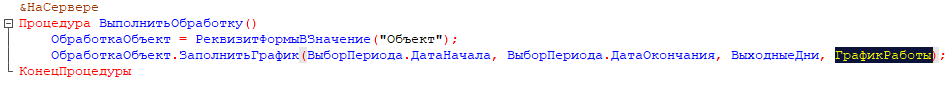 &НаСервере
Процедура ВыполнитьОбработку()
ОбработкаОбъект = РеквизитФормыВЗначение("Объект");
ОбработкаОбъект.ЗаполнитьГрафик(ВыборПериода.ДатаНачала, ВыборПериода.ДатаОкончания, ВыходныеДни, ГрафикРаботы);
КонецПроцедуры